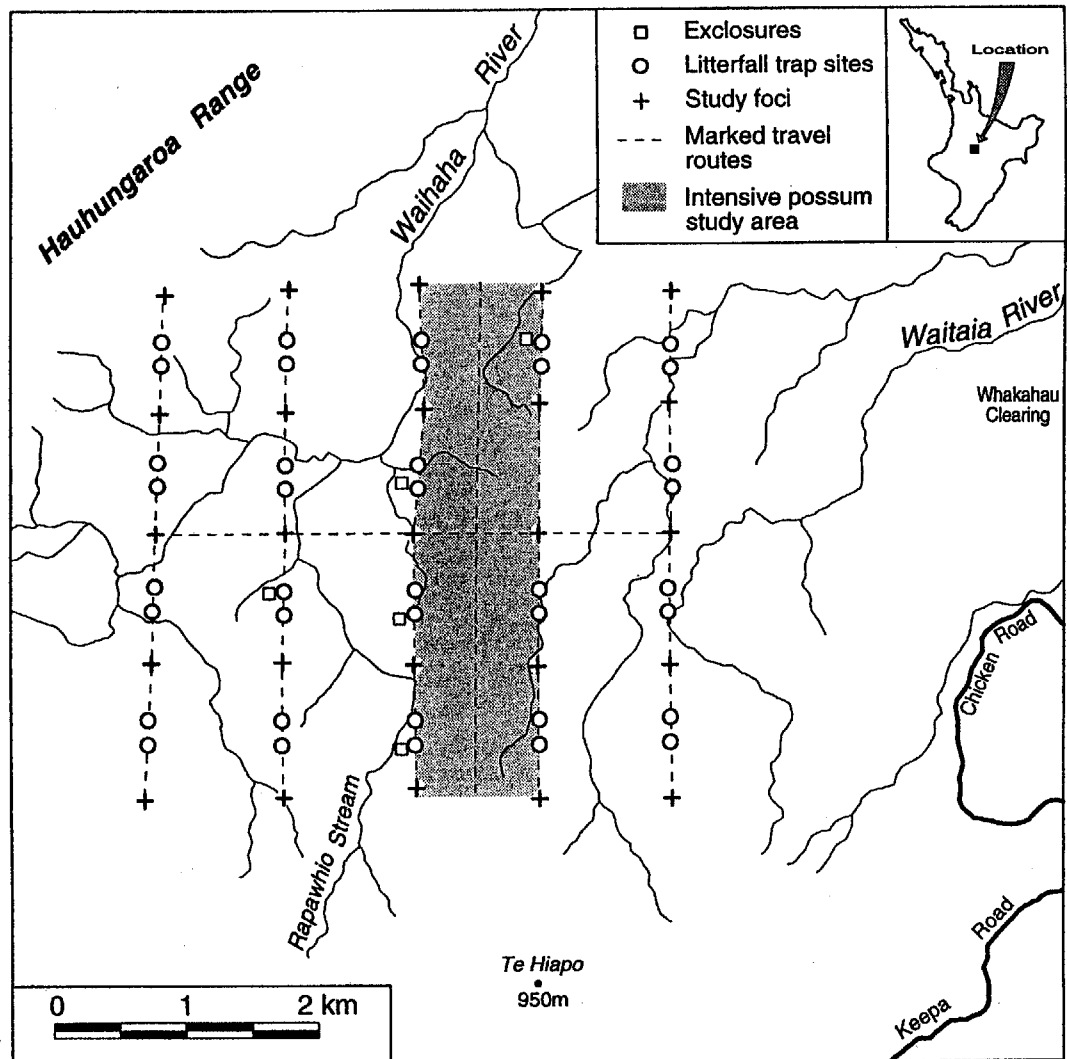 Exclosures
Litterfall trap sites
Study foci
Marked travel
routes
Intensive possum
study area
Location
Hauhungaroa Range
Waihaha River
Waitaia River
Whakahau
Clearing
Chicken Road
Rapawhio Stream
Te Hiapo
950m
Keepa Road
0 1 2 km